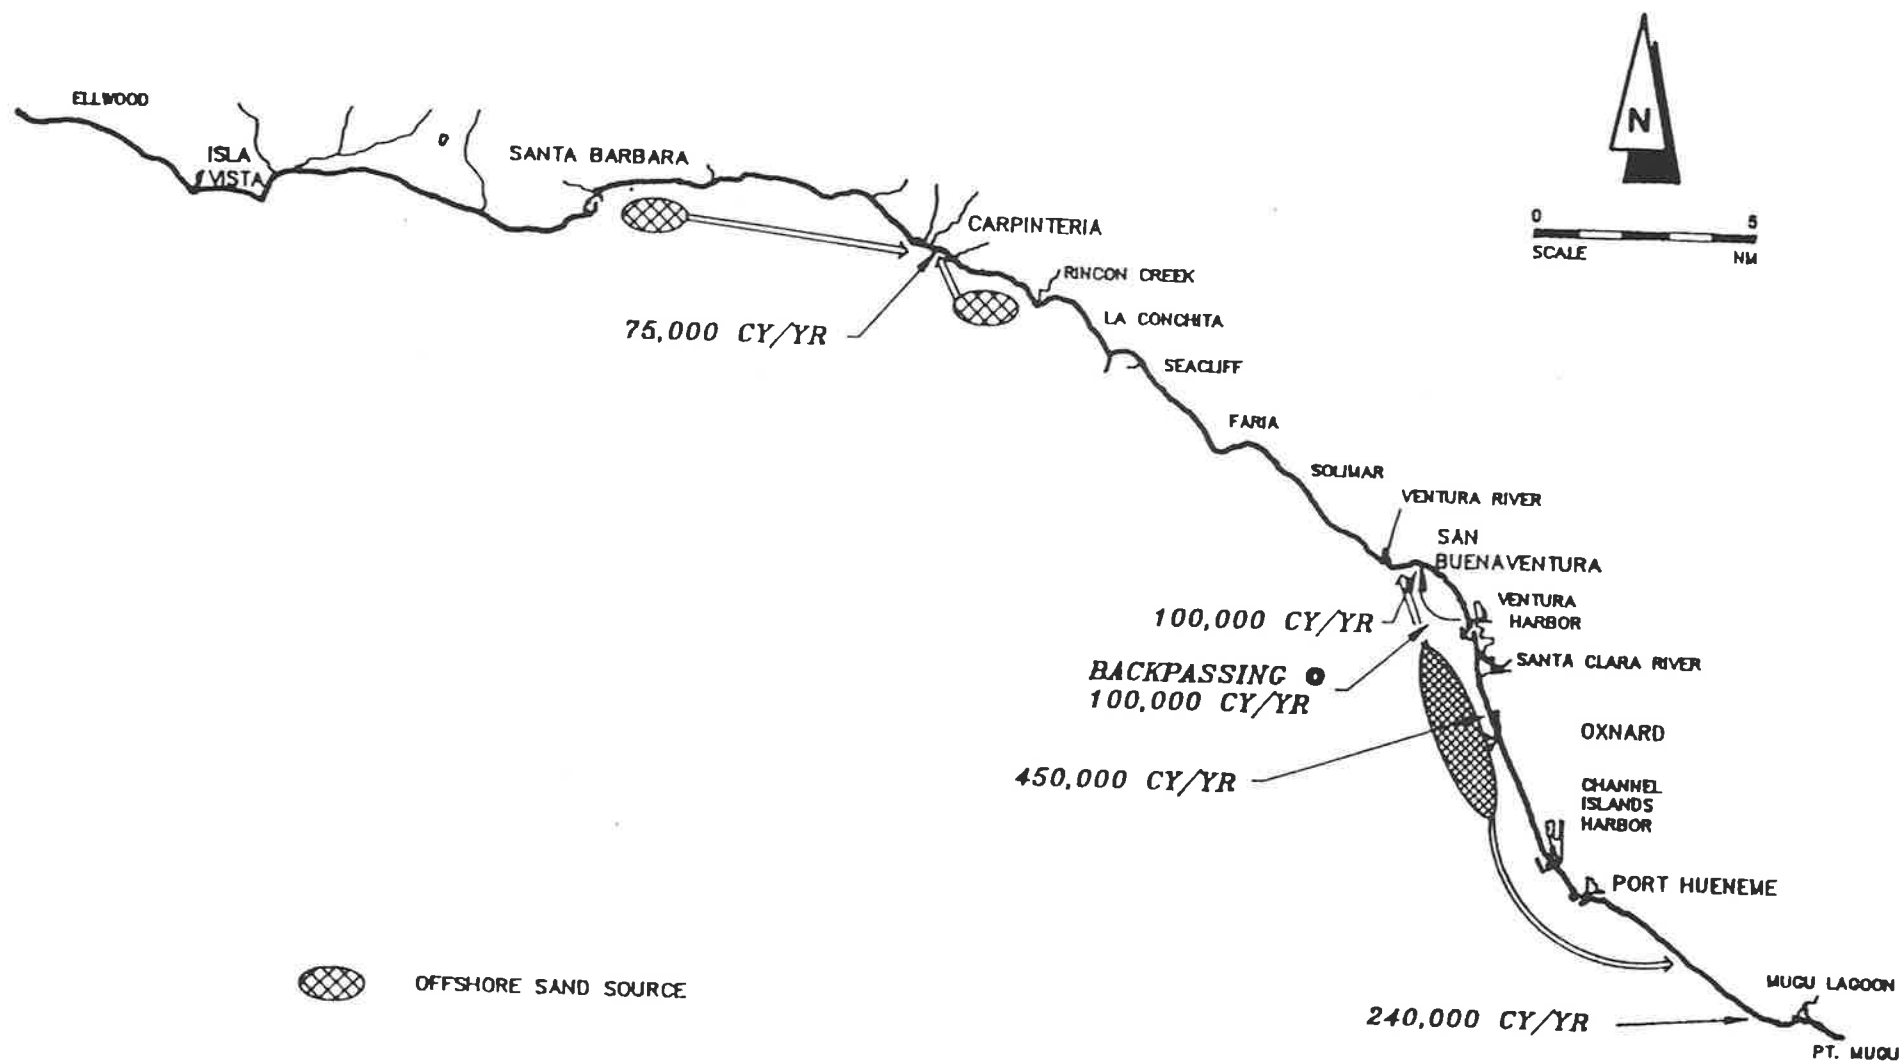 ELLWOOD
ISLA
VISTA
SANTA BARBARA
N
0 5
SCALE NM
CARPINTERIA
RINCON CREEK
75,000 CY/YR
LA CONCHITA
SEACLIFF
FARIA
SOLIMAR
VENTURA RIVER
SAN
BUENAVENTURA
VENTURA
HARBOR
100,000 CY/YR
SANTA CLARA RIVER
BACKPASSING @
100,000 CY/YR
OXNARD
450,000 CY/YR
CHANNEL
ISLANDS
HARBOR
PORT HUENEME
OFFSHORE SAND SOURCE
MUGU LAGOON
240,000 CY/YR
PT. MUGU